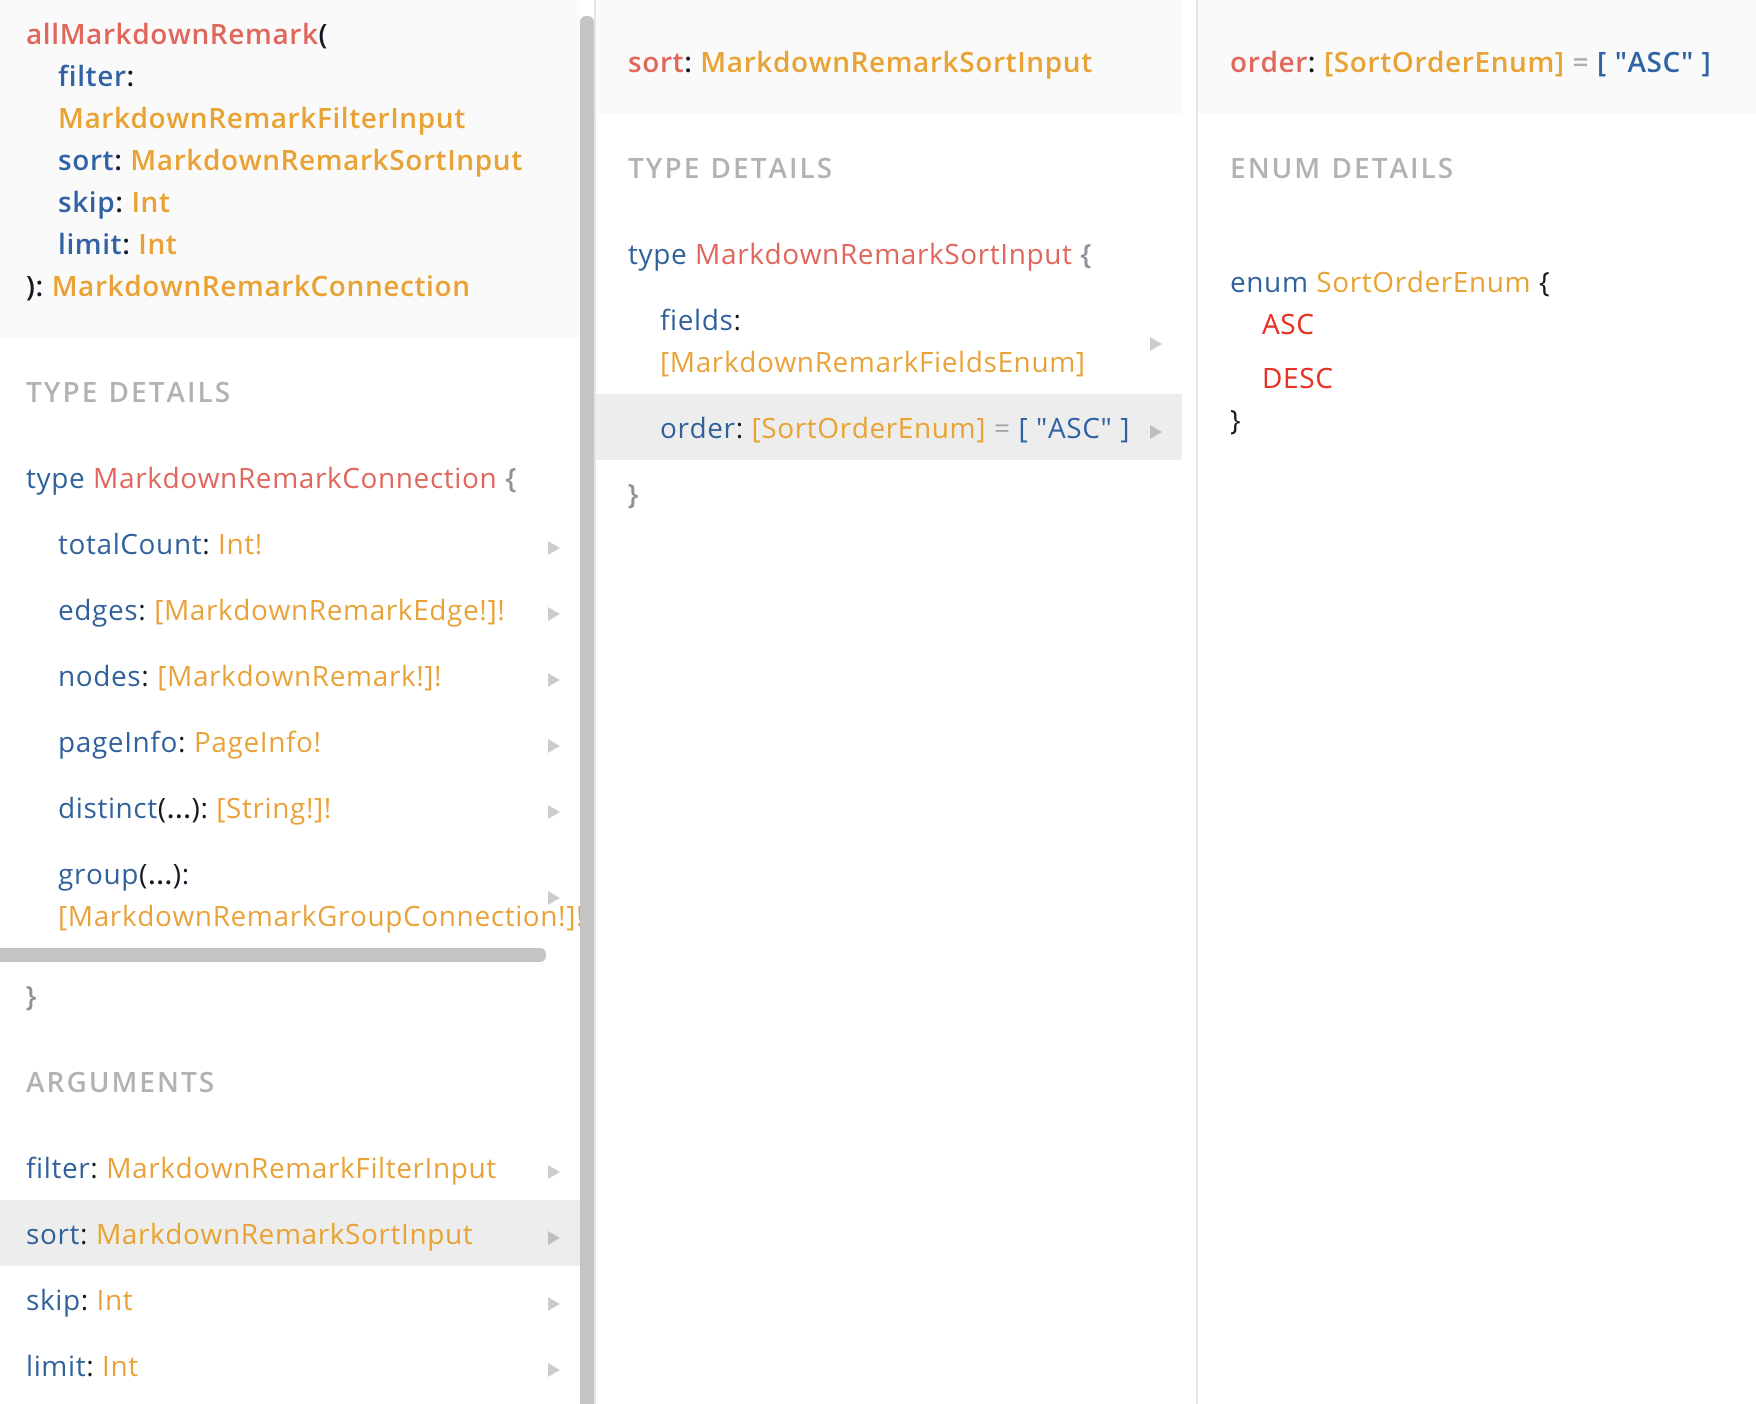 allMarkdownRemark(
filter:
MarkdownRemarkFilterInput
sort: MarkdownRemarkSortInput
skip: Int
limit: Int
): MarkdownRemarkConnection
TYPE DETAILS
type MarkdownRemarkConnection {
totalCount: Int!
edges: [MarkdownRemarkEdge!]!
nodes: [MarkdownRemark!]!
pageInfo: PageInfo!
distinct(...): [String!]!
group(...):
[MarkdownRemarkGroupConnection!]!
}
ARGUMENTS
filter: MarkdownRemarkFilterInput
sort: MarkdownRemarkSortInput
skip: Int
limit: Int
sort: MarkdownRemarkSortInput
TYPE DETAILS
type MarkdownRemarkSortInput {
fields:
[MarkdownRemarkFieldsEnum]
order: [SortOrderEnum] = [ "ASC" ]
}
order: [SortOrderEnum] = [ "ASC" ]
ENUM DETAILS
enum SortOrderEnum {
ASC
DESC
}